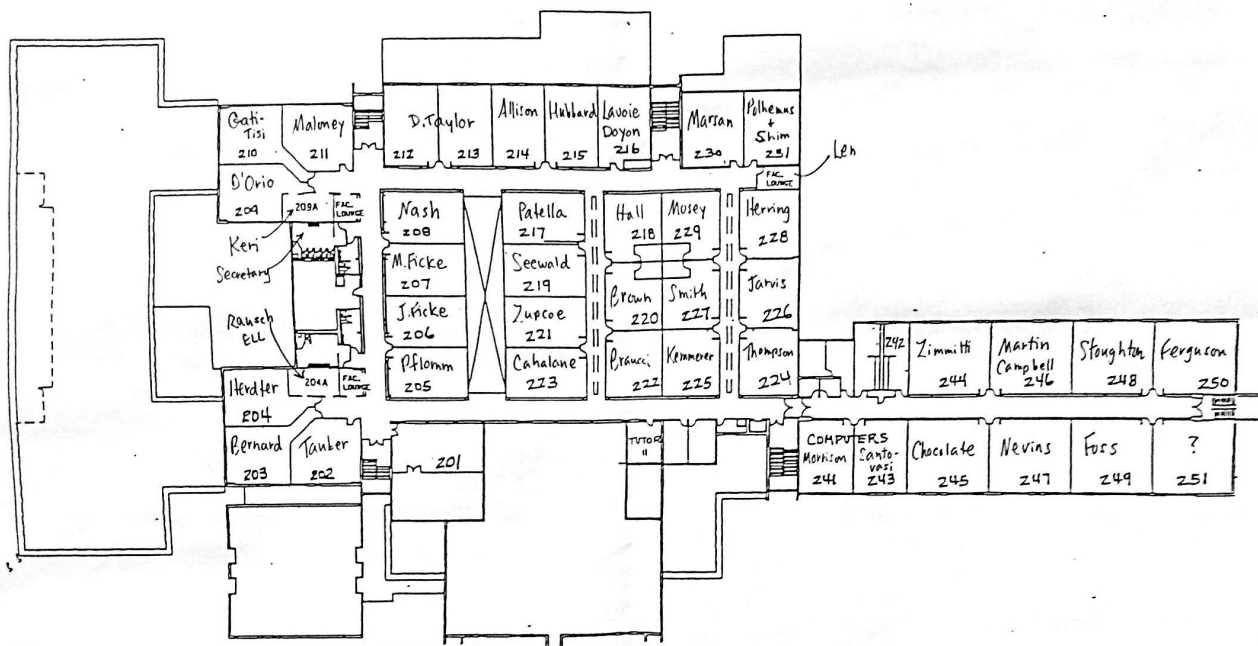 Gati-
Tisi
210
Maloney
211
D.Taylor
212
213
Allison
214
Hubbard
215
Lavoie
Doyon
216
Marsan
230
Polhemus
+
Shim
231
Len
FAC.
LOUNGE
D'Orio
209
209A
FAC.
LOUNGE
Keri
Secretary
Rausch
ELL
Nash
208
M.Ficke
207
J.Ficke
206
Pflomm
205
Patella
217
Seewald
219
Zupcoe
221
Cahalane
223
Hall
218
Mosey
229
Brown
220
Smith
227
Braucci
222
Kemmerer
225
Herring
228
Jarvis
226
Thompson
224
Herdter
204
204A
FAC.
LOUNGE
Bernard
203
Tauber
202
201
TUTOR
11
242
Zimmitti
244
Martin
Campbell
246
Stoughton
248
Ferguson
250
COMPUTERS
Morrison
241
Santo-
vasi
243
Chocolate
245
Nevins
247
Foss
249
?
251